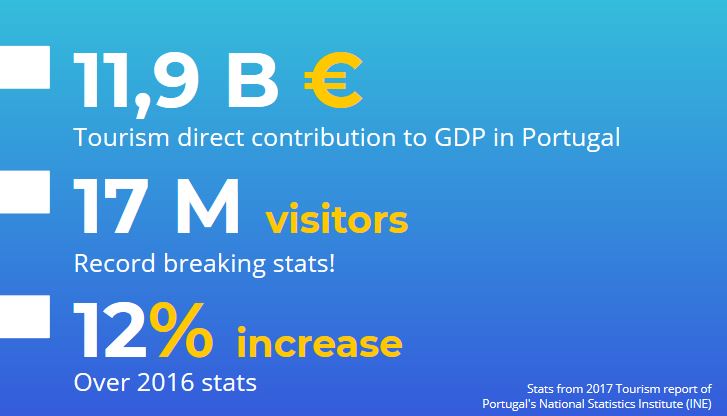 11,9 B €
Tourism direct contribution to GDP in Portugal
17 M visitors
Record breaking stats!
12% increase
Over 2016 stats
Stats from 2017 Tourism report of
Portugal's National Statistics Institute (INE)